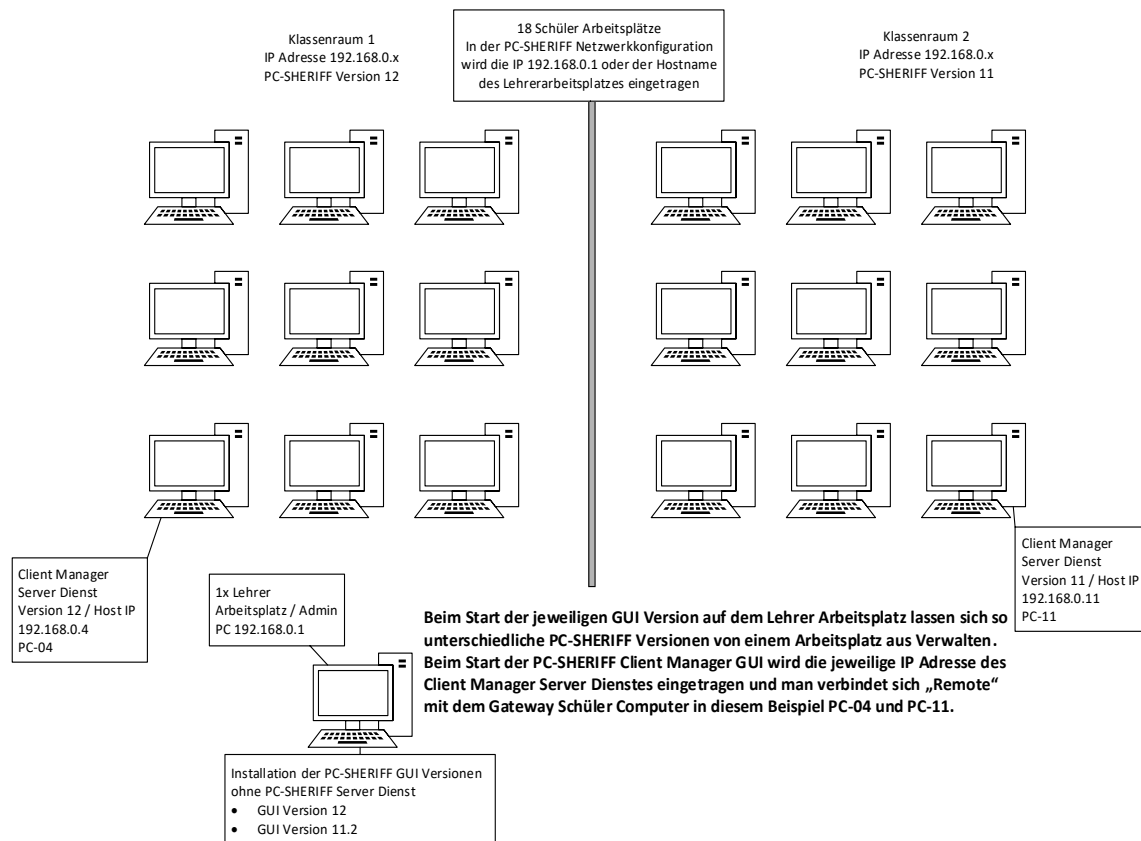 Klassenraum 1
IP Adresse 192.168.0.x
PC-SHERIFF Version 12
18 Schüler Arbeitsplätze
In der PC-SHERIFF Netzwerkkonfiguration
wird die IP 192.168.0.1 oder der Hostname
des Lehrerarbeitsplatzes eingetragen
Klassenraum 2
IP Adresse 192.168.0.x
PC-SHERIFF Version 11
Client Manager
Server Dienst
Version 12 / Host IP
192.168.0.4
PC-04
1x Lehrer
Arbeitsplatz / Admin
PC 192.168.0.1
Client Manager
Server Dienst
Version 11 / Host IP
192.168.0.11
PC-11
Beim Start der jeweiligen GUI Version auf dem Lehrer Arbeitsplatz lassen sich so
unterschiedliche PC-SHERIFF Versionen von einem Arbeitsplatz aus Verwalten.
Beim Start der PC-SHERIFF Client Manager GUI wird die jeweilige IP Adresse des
Client Manager Server Dienstes eingetragen und man verbindet sich „Remote“
mit dem Gateway Schüler Computer in diesem Beispiel PC-04 und PC-11.
Installation der PC-SHERIFF GUI Versionen
ohne PC-SHERIFF Server Dienst
• GUI Version 12
• GUI Version 11.2